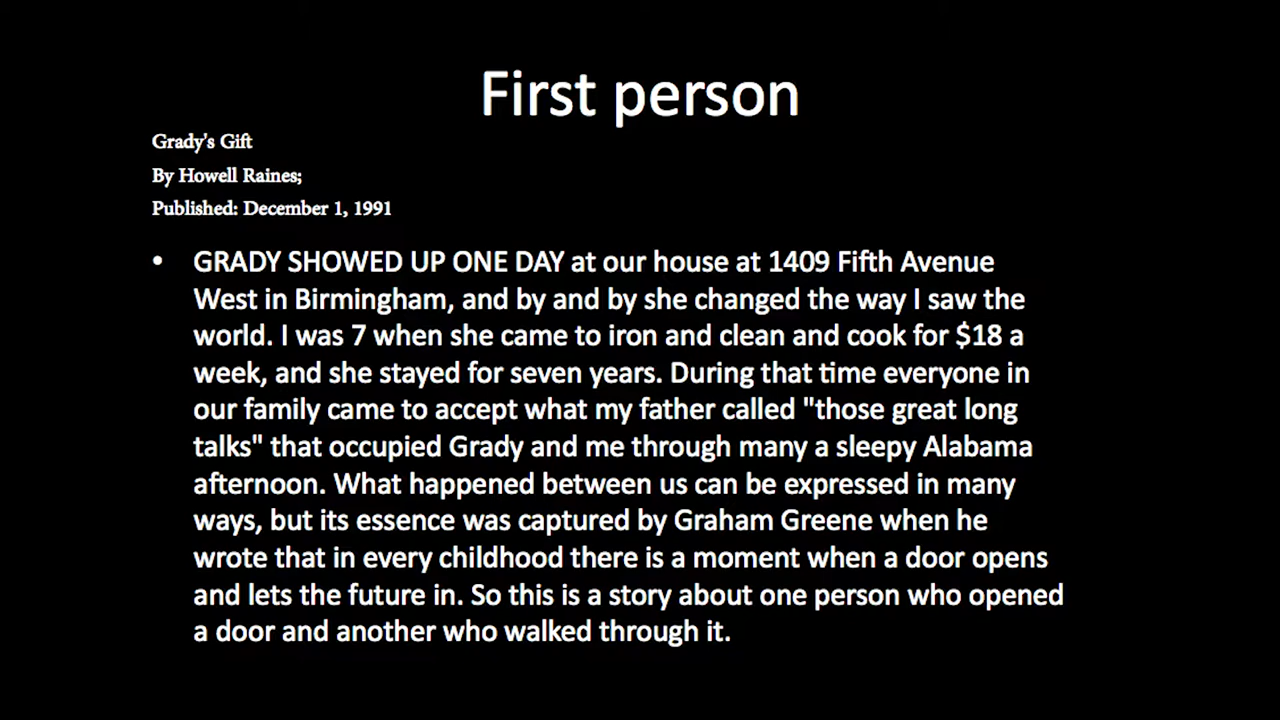 First person
Grady's Gift
By Howell Raines;
Published: December 1, 1991
• GRADY SHOWED UP ONE DAY at our house at 1409 Fifth Avenue
West in Birmingham, and by and by she changed the way I saw the
world. I was 7 when she came to iron and clean and cook for $18 a
week, and she stayed for seven years. During that time everyone in
our family came to accept what my father called "those great long
talks" that occupied Grady and me through many a sleepy Alabama
afternoon. What happened between us can be expressed in many
ways, but its essence was captured by Graham Greene when he
wrote that in every childhood there is a moment when a door opens
and lets the future in. So this is a story about one person who opened
a door and another who walked through it.